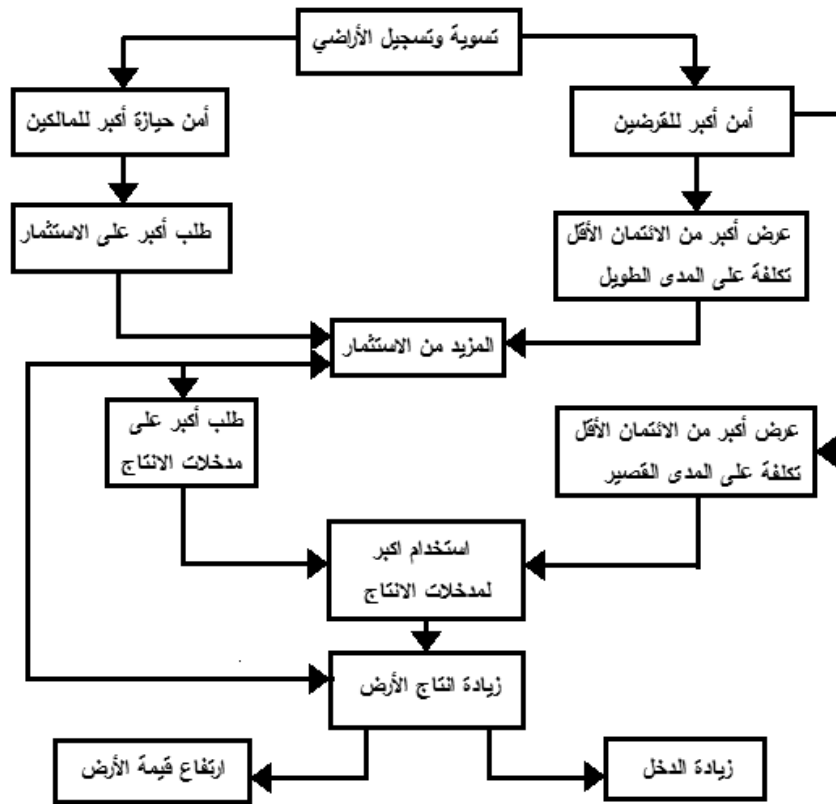 تسوية وتسجيل الأراضي
أمن أكبر للقرضين
أمن حيازة أكبر للمالكين
عرض أكبر من الائتمان الأقل
تكلفة على المدى الطويل
طلب أكبر على الاستثمار
المزيد من الاستثمار
عرض أكبر من الائتمان الأقل
تكلفة على المدى القصير
طلب أكبر على
مدخلات الانتاج
استخدام اكبر
لمدخلات الانتاج
زيادة انتاج الأرض
زيادة الدخل
ارتفاع قيمة الأرض